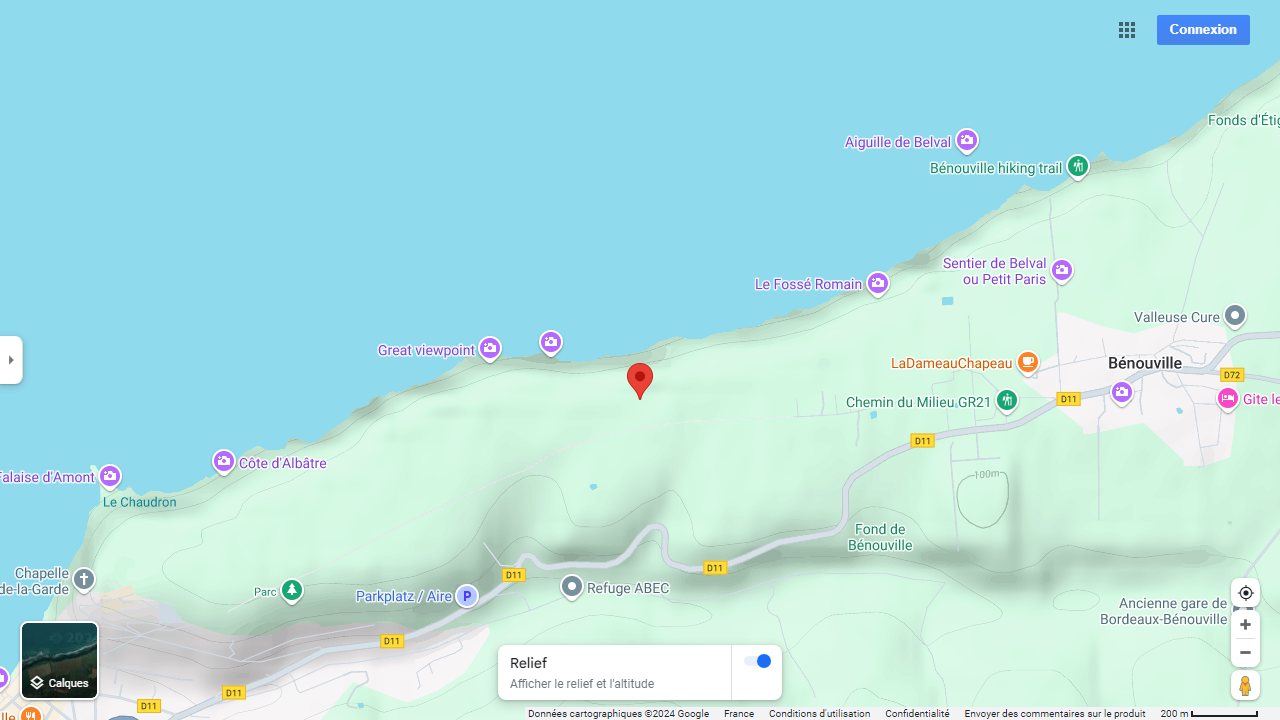 Connexion
Fonds d'Étig
Aiguille de Belval
Bénouville hiking trail
Sentier de Belval
ou Petit Paris
Le Fossé Romain
Valleuse Cure
Great viewpoint
LaDameauChapeau
Bénouville
D72
D11
Chemin du Milieu GR21
Gite le
D11
Côte d'Albâtre
Falaise d'Amont
Le Chaudron
100m
Fond de
Bénouville
D11
D11
Chapelle
de-la-Garde
Parc
Parkplatz / Aire
P
Refuge ABEC
Ancienne gare de
Bordeaux-Bénouville
D11
D11
D11
Calques
Relief
Afficher le relief et l'altitude
Données cartographiques ©2024 Google France Conditions d'utilisation Confidentialité Envoyer des commentaires sur le produit 200 m